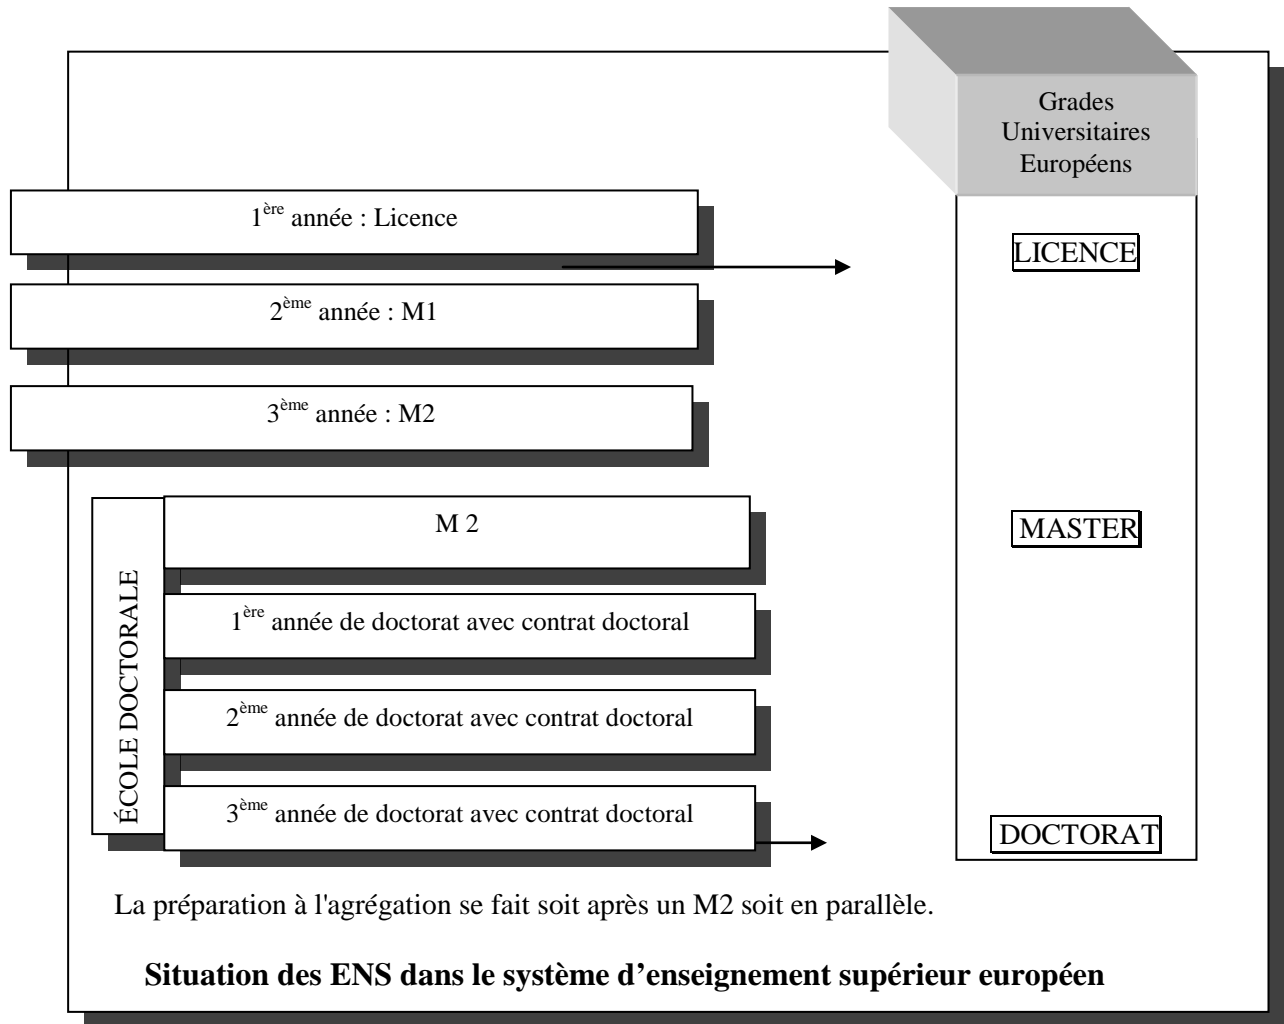 Grades
Universitaires
Européens
1ère année : Licence
LICENCE
2ème année : M1
3ème année : M2
M 2
MASTER
ÉCOLE DOCTORALE
1ère année de doctorat avec contrat doctoral
2ème année de doctorat avec contrat doctoral
3ème année de doctorat avec contrat doctoral
DOCTORAT
La préparation à l'agrégation se fait soit après un M2 soit en parallèle.
Situation des ENS dans le système d’enseignement supérieur européen